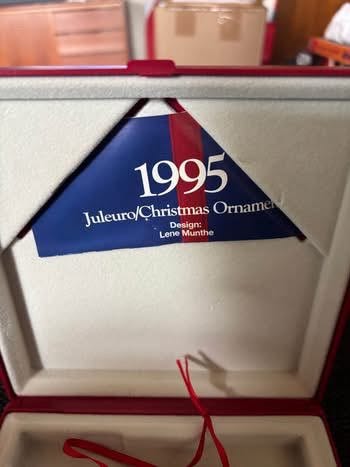 1995
Juleuro/Christmas Ornamen
Design:
Lene Munthe